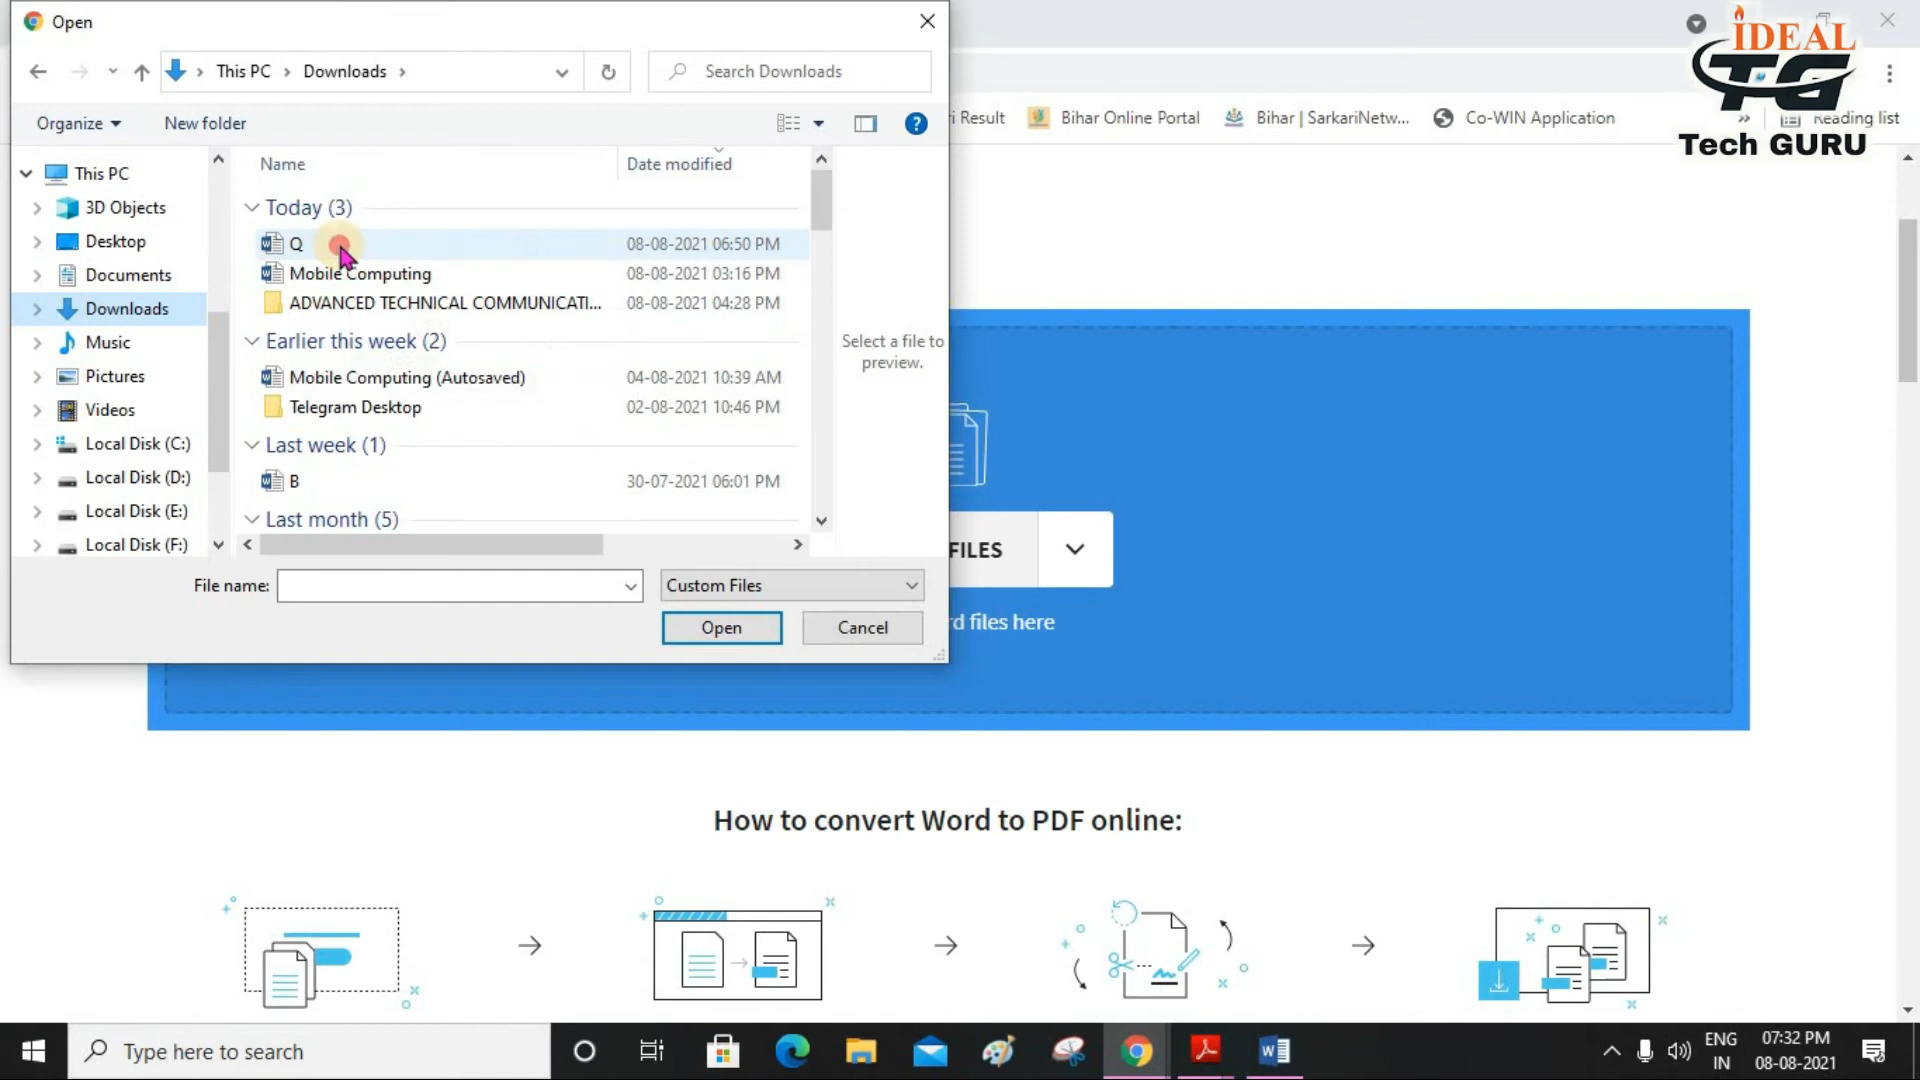 Open
This PC > Downloads >
Search Downloads
Organize
New folder
i Result
Bihar Online Portal
Bihar | SarkariNetw...
Co-WIN Application
»
Reading list
iDEAL
TG
Tech GURU
This PC
3D Objects
Desktop
Documents
Downloads
Music
Pictures
Videos
Local Disk (C:)
Local Disk (D:)
Local Disk (E:)
Local Disk (F:)
Name
Date modified
Today (3)
Q
08-08-2021 06:50 PM
Mobile Computing
08-08-2021 03:16 PM
ADVANCED TECHNICAL COMMUNICATI...
08-08-2021 04:28 PM
Earlier this week (2)
Mobile Computing (Autosaved)
04-08-2021 10:39 AM
Telegram Desktop
02-08-2021 10:46 PM
Last week (1)
B
30-07-2021 06:01 PM
Last month (5)
Select a file to
preview.
File name:
Custom Files
Open
Cancel
FILES
rd files here
How to convert Word to PDF online:
Type here to search
ENG
IN
07:32 PM
08-08-2021